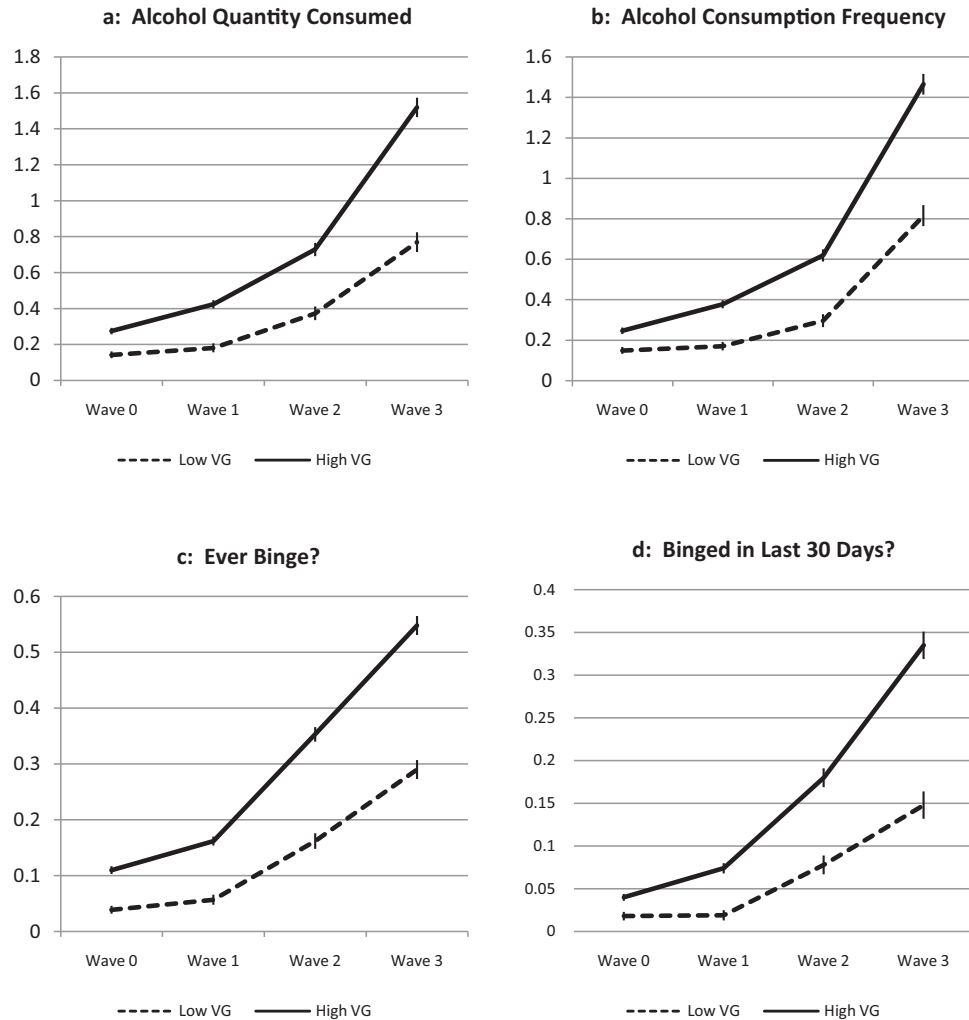 a: Alcohol Quantity Consumed
1.8
1.6
1.4
1.2
1
0.8
0.6
0.4
0.2
0
Wave 0 Wave 1 Wave 2 Wave 3
Low VG High VG
b: Alcohol Consumption Frequency
1.6
1.4
1.2
1
0.8
0.6
0.4
0.2
0
Wave 0 Wave 1 Wave 2 Wave 3
Low VG High VG
c: Ever Binge?
0.6
0.5
0.4
0.3
0.2
0.1
0
Wave 0 Wave 1 Wave 2 Wave 3
Low VG High VG
d: Binged in Last 30 Days?
0.4
0.35
0.3
0.25
0.2
0.15
0.1
0.05
0
Wave 0 Wave 1 Wave 2 Wave 3
Low VG High VG